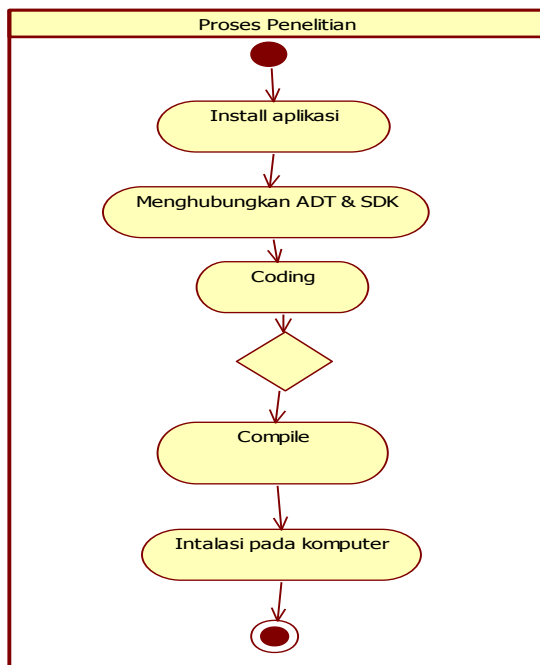 Proses Penelitian
Install aplikasi
Menghubungkan ADT & SDK
Coding
Compile
Intalasi pada komputer